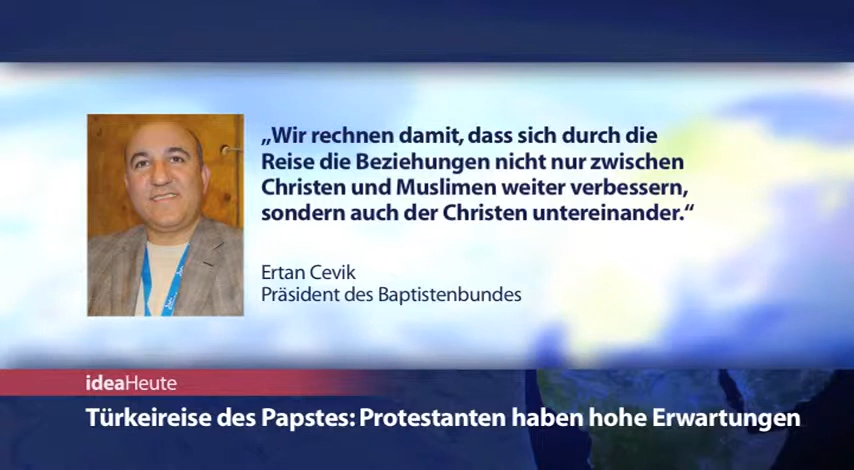 „Wir rechnen damit, dass sich durch die
Reise die Beziehungen nicht nur zwischen
Christen und Muslimen weiter verbessern,
sondern auch der Christen untereinander.“
Ertan Cevik
Präsident des Baptistenbundes
ideaHeute
Türkeireise des Papstes: Protestanten haben hohe Erwartungen